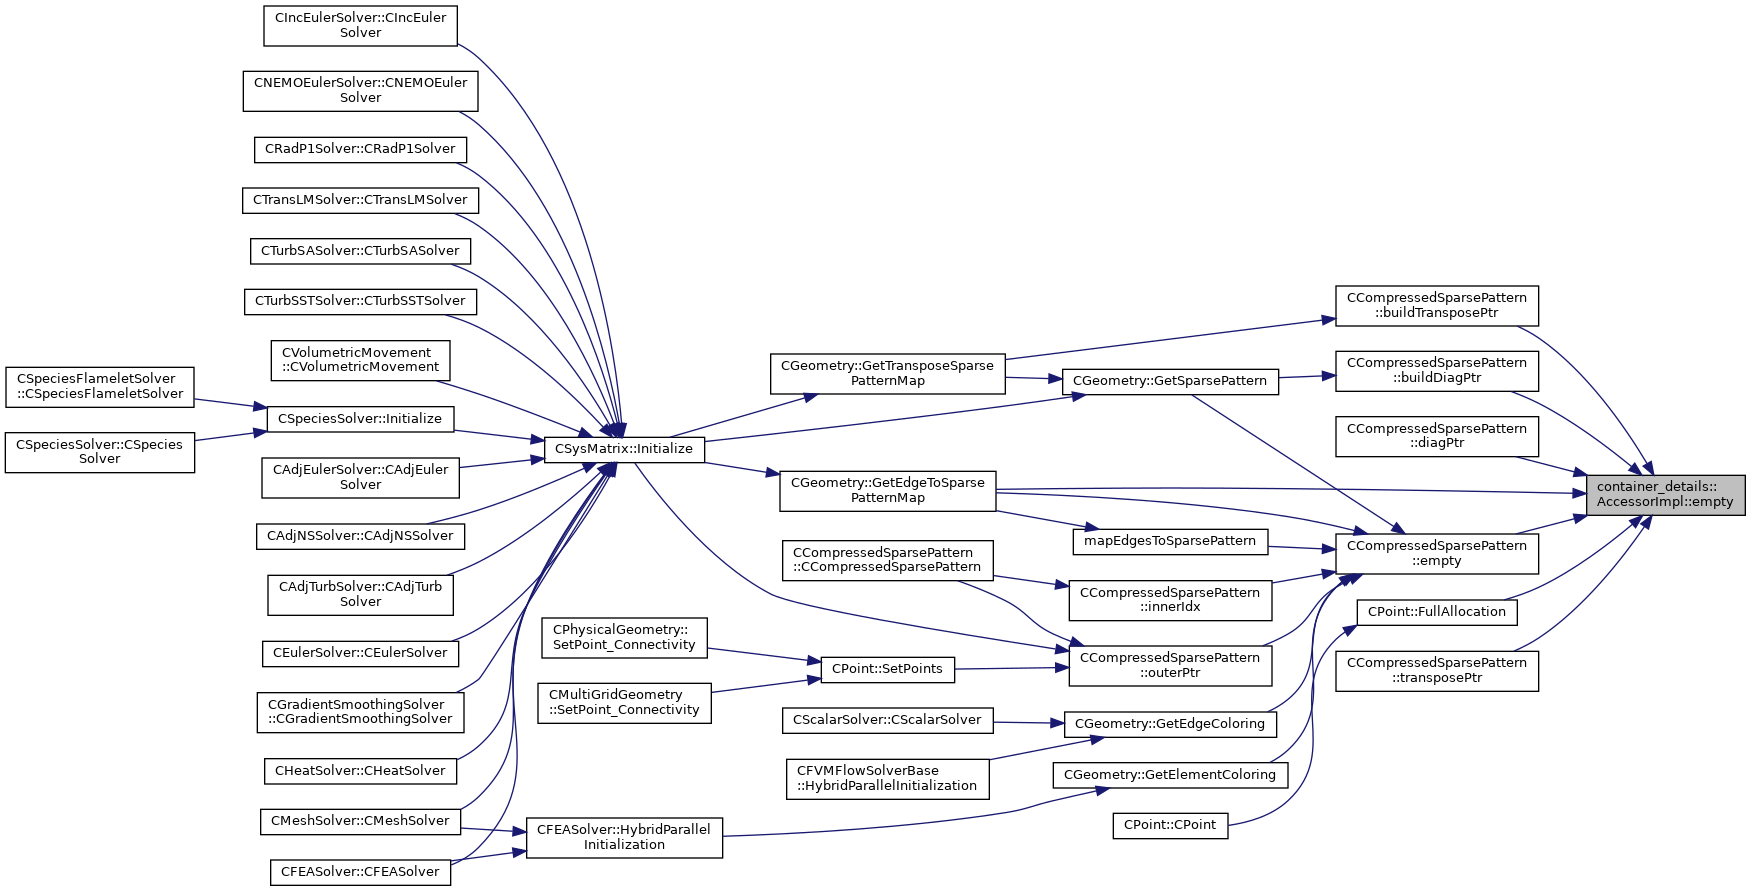 CIncEulerSolver::CIncEuler
Solver
CNEMOEulerSolver::CNEMOEuler
Solver
CRadP1Solver::CRadP1Solver
CTransLMSolver::CTransLMSolver
CTurbSASolver::CTurbSASolver
CTurbSSTSolver::CTurbSSTSolver
CVolumetricMovement
::CVolumetricMovement
CSpeciesFlameletSolver
::CSpeciesFlameletSolver
CSpeciesSolver::CSpecies
Solver
CSpeciesSolver::Initialize
CAdjEulerSolver::CAdjEuler
Solver
CAdjNSSolver::CAdjNSSolver
CAdjTurbSolver::CAdjTurb
Solver
CEulerSolver::CEulerSolver
CGradientSmoothingSolver
::CGradientSmoothingSolver
CHeatSolver::CHeatSolver
CMeshSolver::CMeshSolver
CFEASolver::CFEASolver
CSysMatrix::Initialize
CPhysicalGeometry::
SetPoint_Connectivity
CMultiGridGeometry
::SetPoint_Connectivity
CFEASolver::HybridParallel
Initialization
CGeometry::GetTransposeSparse
PatternMap
CGeometry::GetEdgeToSparse
PatternMap
CCompressedSparsePattern
::CCompressedSparsePattern
CPoint::SetPoints
CScalarSolver::CScalarSolver
CFVMFlowSolverBase
::HybridParallelInitialization
CGeometry::GetSparsePattern
mapEdgesToSparsePattern
CCompressedSparsePattern
::innerIdx
CCompressedSparsePattern
::outerPtr
CGeometry::GetEdgeColoring
CGeometry::GetElementColoring
CPoint::CPoint
CCompressedSparsePattern
::buildTransposePtr
CCompressedSparsePattern
::buildDiagPtr
CCompressedSparsePattern
::diagPtr
CCompressedSparsePattern
::empty
CPoint::FullAllocation
CCompressedSparsePattern
::transposePtr
container_details::
AccessorImpl::empty